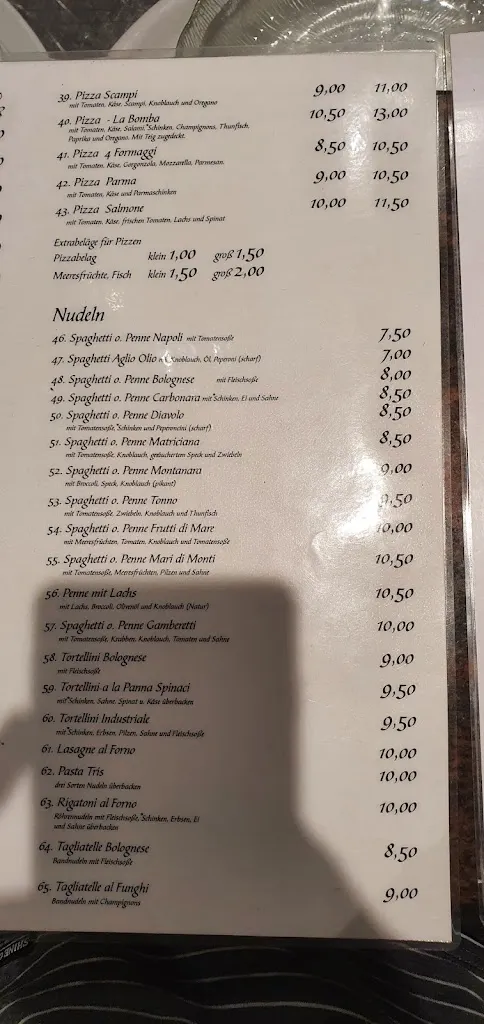 39. Pizza Scampi 9,00 11,00
mit Tomaten, Käse, Scampi, Knoblauch und Oregano
40. Pizza - La Bomba 10,50 13,00
mit Tomaten, Käse, Salami, Schinken, Champignons, Thunfisch,
Paprika und Oregano. Mit Teig zugedeckt.
41. Pizza 4 Formaggi 8,50 10,50
mit Tomaten, Käse, Gorgonzola, Mozzarella, Parmesan.
42. Pizza Parma 9,00 10,50
mit Tomaten, Käse und Parmaschinken
43. Pizza Salmone 10,00 11,50
mit Tomaten, Käse, frischen Tomaten, Lachs und Spinat
Extrabeläge für Pizzen
Pizzabelag klein 1,00 groß 1,50
Meeresfrüchte, Fisch klein 1,50 groß 2,00
Nudeln
46. Spaghetti o. Penne Napoli mit Tomatensoße 7,50
47. Spaghetti Aglio Olio mit Knoblauch, Öl, Peperoni (scharf) 7,00
48. Spaghetti o. Penne Bolognese mit Fleischsoße 8,00
49. Spaghetti o. Penne Carbonara mit Schinken, Ei und Sahne 8,50
50. Spaghetti o. Penne Diavolo 8,50
mit Tomatensoße, Schinken und Peperoncini (scharf)
51. Spaghetti o. Penne Matriciana 8,50
mit Tomatensoße, Knoblauch, geräuchertem Speck und Zwiebeln
52. Spaghetti o. Penne Montanara 9,00
mit Broccoli, Speck, Knoblauch (pikant)
53. Spaghetti o. Penne Tonno 9,50
mit Tomatensoße, Zwiebeln, Knoblauch und Thunfisch
54. Spaghetti o. Penne Frutti di Mare 10,00
mit Meeresfrüchten, Tomaten, Knoblauch und Tomatensoße
55. Spaghetti o. Penne Mari di Monti 10,50
mit Tomatensoße, Meeresfrüchten, Pilzen und Sahne
56. Penne mit Lachs 10,50
mit Lachs, Broccoli, Olivenöl und Knoblauch (Natur)
57. Spaghetti o. Penne Gamberetti 10,00
mit Tomatensoße, Krabben, Knoblauch, Tomaten und Sahne
58. Tortellini Bolognese 9,00
mit Fleischsoße
59. Tortellini a la Panna Spinaci 9,50
mit Schinken, Sahne, Spinat u. Käse überbacken
60. Tortellini Industriale 9,50
mit Schinken, Erbsen, Pilzen, Sahne und Fleischsoße
61. Lasagne al Forno 10,00
62. Pasta Tris 10,00
drei Sorten Nudeln überbacken
63. Rigatoni al Forno 10,00
Röhrennudeln mit Fleischsoße, Schinken, Erbsen, Ei
und Sahne überbacken
64. Tagliatelle Bolognese 8,50
Bandnudeln mit Fleischsoße
65. Tagliatelle al Funghi 9,00
Bandnudeln mit Champignons